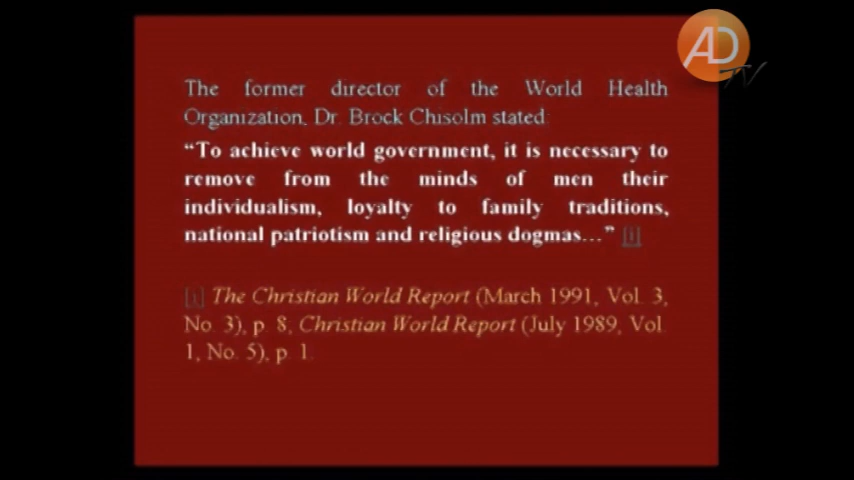 AD
TV
The former director of the World Health
Organization, Dr. Brock Chisolm stated:
“To achieve world government, it is necessary to
remove from the minds of men their
individualism, loyalty to family traditions,
national patriotism and religious dogmas…” [i]
[i] The Christian World Report (March 1991, Vol. 3,
No. 3), p. 8, Christian World Report (July 1989, Vol.
1, No. 5), p. 1.